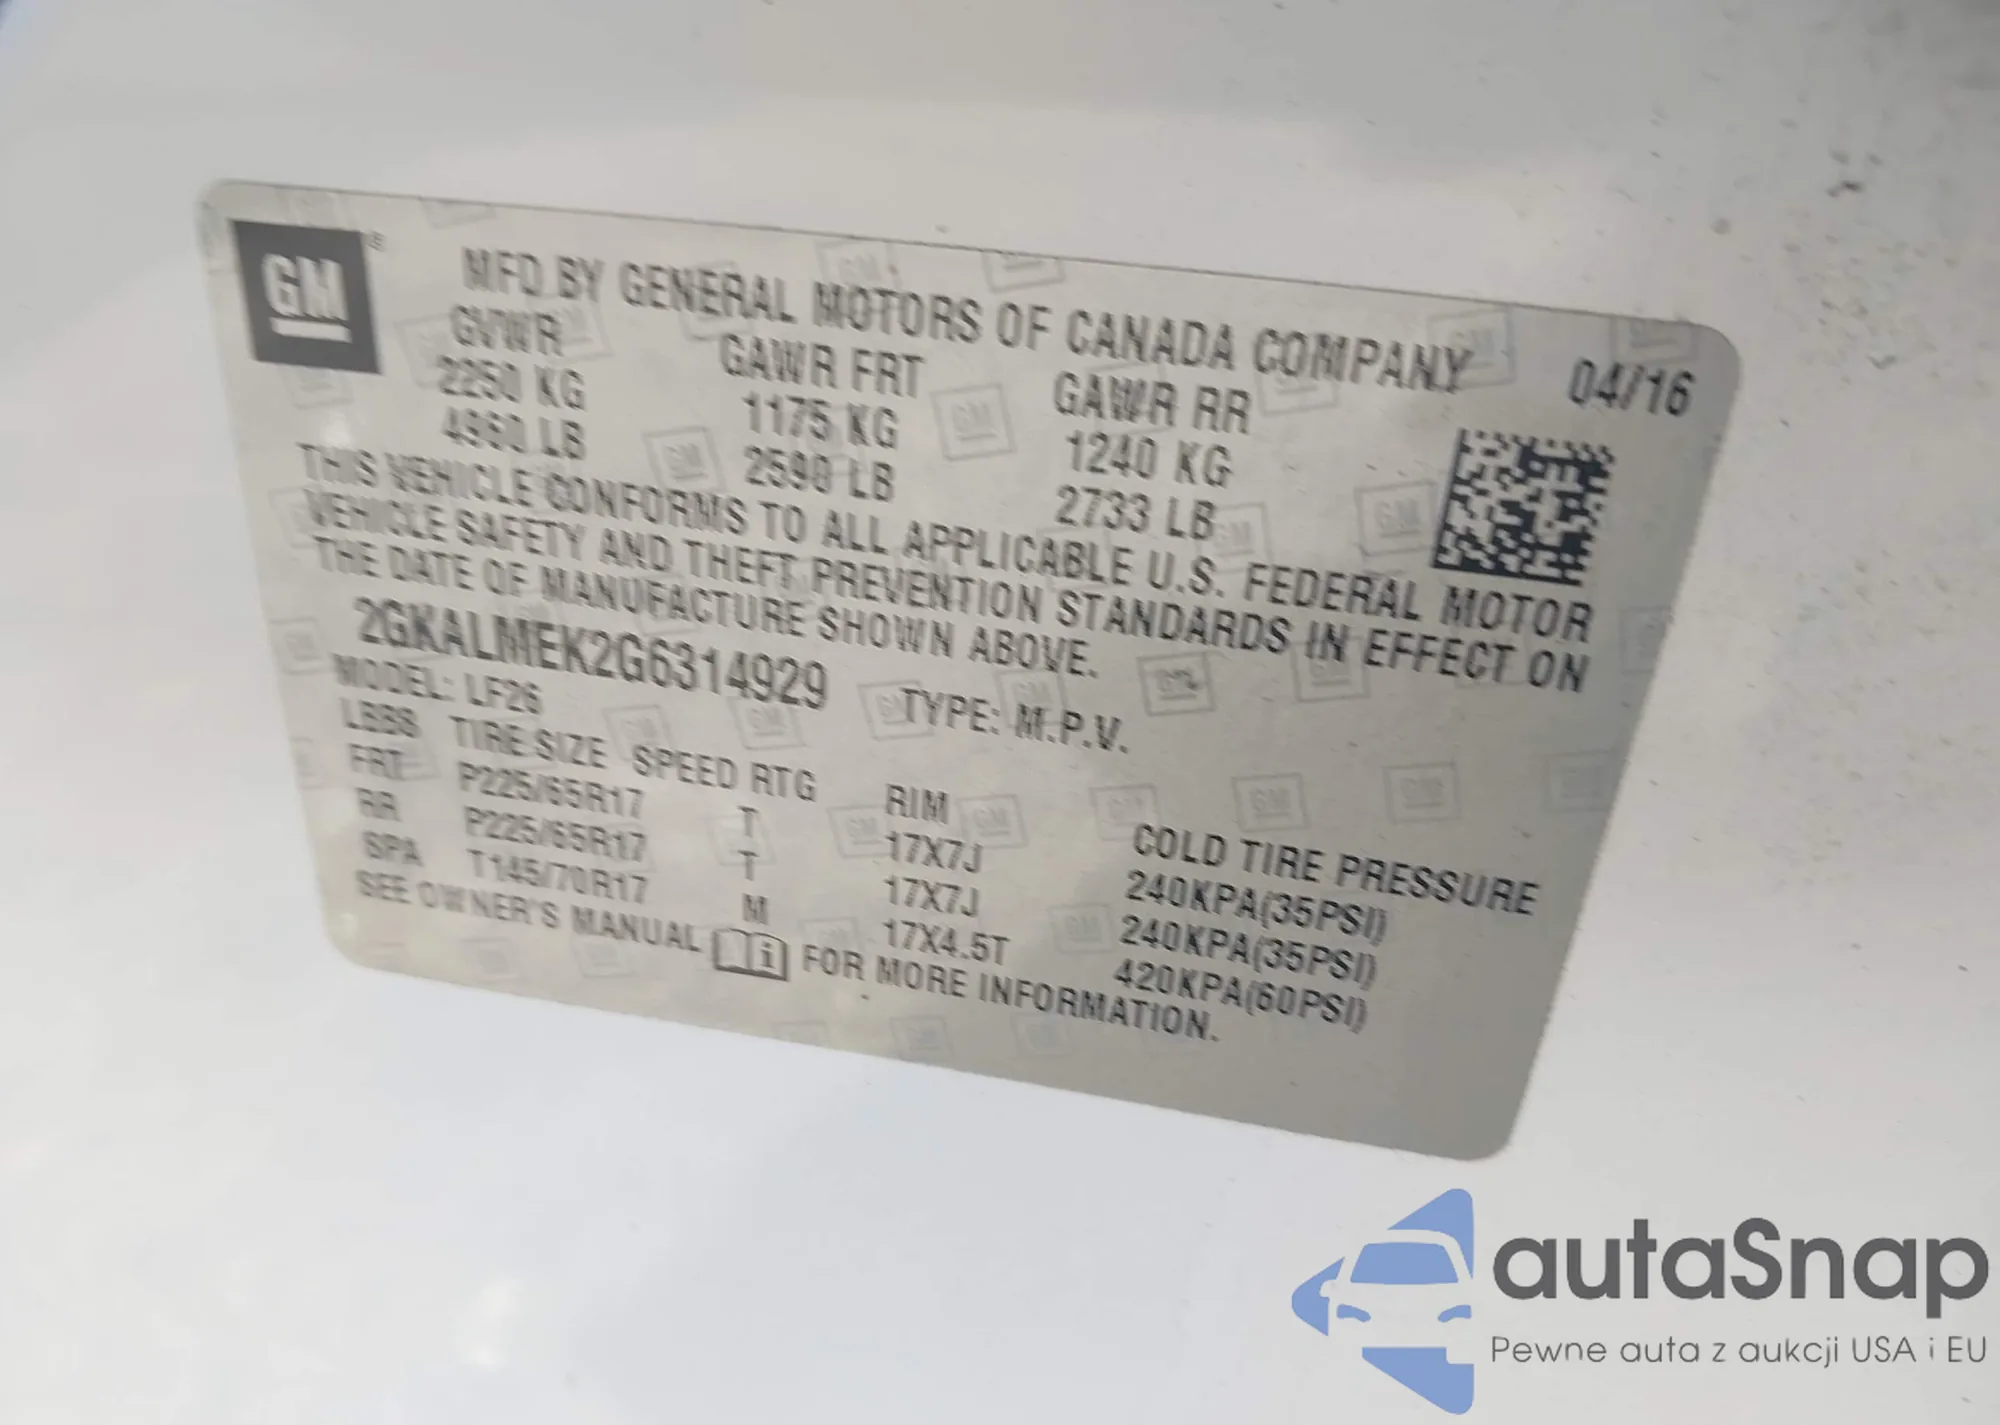 GM
MFD BY GENERAL MOTORS OF CANADA COMPANY 04/16
GVWR GAWR FRT GAWR RR
2250 KG 1175 KG 1240 KG
4960 LB 2590 LB 2733 LB
THIS VEHICLE CONFORMS TO ALL APPLICABLE U.S. FEDERAL MOTOR
VEHICLE SAFETY AND THEFT PREVENTION STANDARDS IN EFFECT ON
THE DATE OF MANUFACTURE SHOWN ABOVE.
2GKALMEK2G6314929 TYPE: M.P.V.
MODEL: LF26
TIRE SIZE SPEED RTG RIM COLD TIRE PRESSURE
FRT P225/65R17 T 17X7J 240KPA(35PSI)
RR P225/65R17 T 17X7J 240KPA(35PSI)
SPA T145/70R17 M 17X4.5T 420KPA(60PSI)
SEE OWNER'S MANUAL i FOR MORE INFORMATION.
autaSnap
Pewne auta z aukcji USA i EU